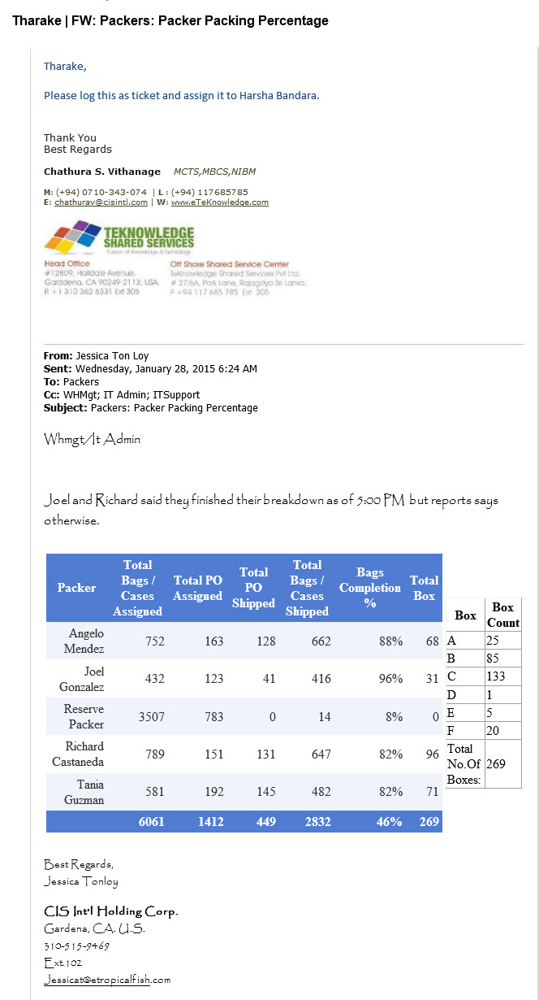 Tharake | FW: Packers: Packer Packing Percentage
Tharake,
Please log this as ticket and assign it to Harsha Bandara.
Thank You
Best Regards
Chathura S. Vithanage MCTS,MBCS,NIBM
M: (+94) 0710-343-074 | L : (+94) 117685785
E: chathurav@cisintl.com | W: www.eTeKnowledge.com
TEKNOWLEDGE
SHARED SERVICES
Fusion of Knowledge & Technology
Head Office
#12809, Halldale Avenue,
Garddena, CA 90249-2113, USA.
P. +1 310 362 6331 Ext 305
Off Shore Shared Service Center
Teknowledge Shared Services Pvt Ltd.
# 27/6A, Park Lane, Rajagiriya Sri Lanka.
P +94 117 685 785 Ext 305
From: Jessica Ton Loy
Sent: Wednesday, January 28, 2015 6:24 AM
To: Packers
Cc: WHMgt; IT Admin; ITSupport
Subject: Packers: Packer Packing Percentage
Whmgt/It Admin
Joel and Richard said they finished their breakdown as of 5:00 PM but reports says
otherwise.
Packer Total Bags / Cases Assigned Total PO Assigned Total PO Shipped Total Bags / Cases Shipped Bags Completion % Total Box
Angelo Mendez 752 163 128 662 88% 68
Joel Gonzalez 432 123 41 416 96% 31
Reserve Packer 3507 783 0 14 8% 0
Richard Castaneda 789 151 131 647 82% 96
Tania Guzman 581 192 145 482 82% 71
6061 1412 449 2832 46% 269
Box Box Count
A 25
B 85
C 133
D 1
E 5
F 20
Total No.Of Boxes: 269
Best Regards,
Jessica Tonloy
CIS Int'l Holding Corp.
Gardena, CA. U.S.
310-515-9469
Ext.102
Jessicat@etropicalfish.com